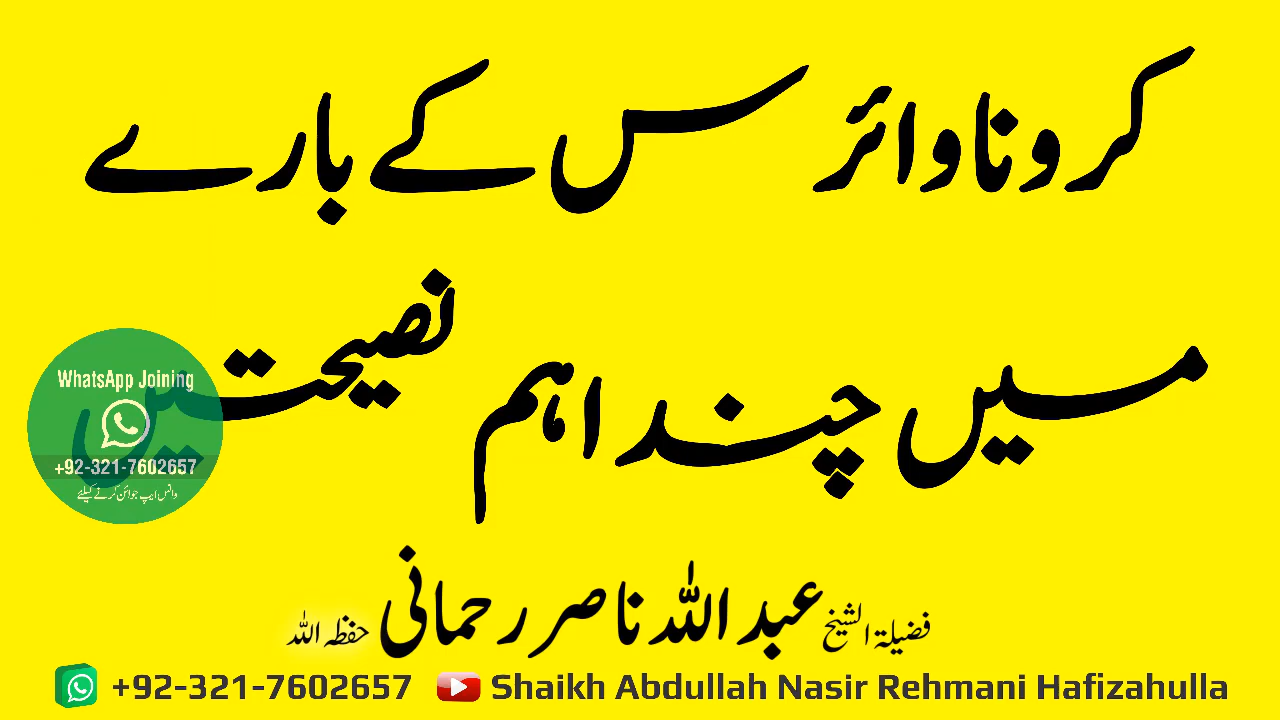 کرونا وائرس کے بارے
میں چند اہم نصیحتیں
WhatsApp Joining
+92-321-7602657
واٹس ایپ جوائن کرنے کیلئے
فضیلۃ الشیخ عبداللہ ناصر رحمانی حفظہ اللہ
+92-321-7602657 Shaikh Abdullah Nasir Rehmani Hafizahulla